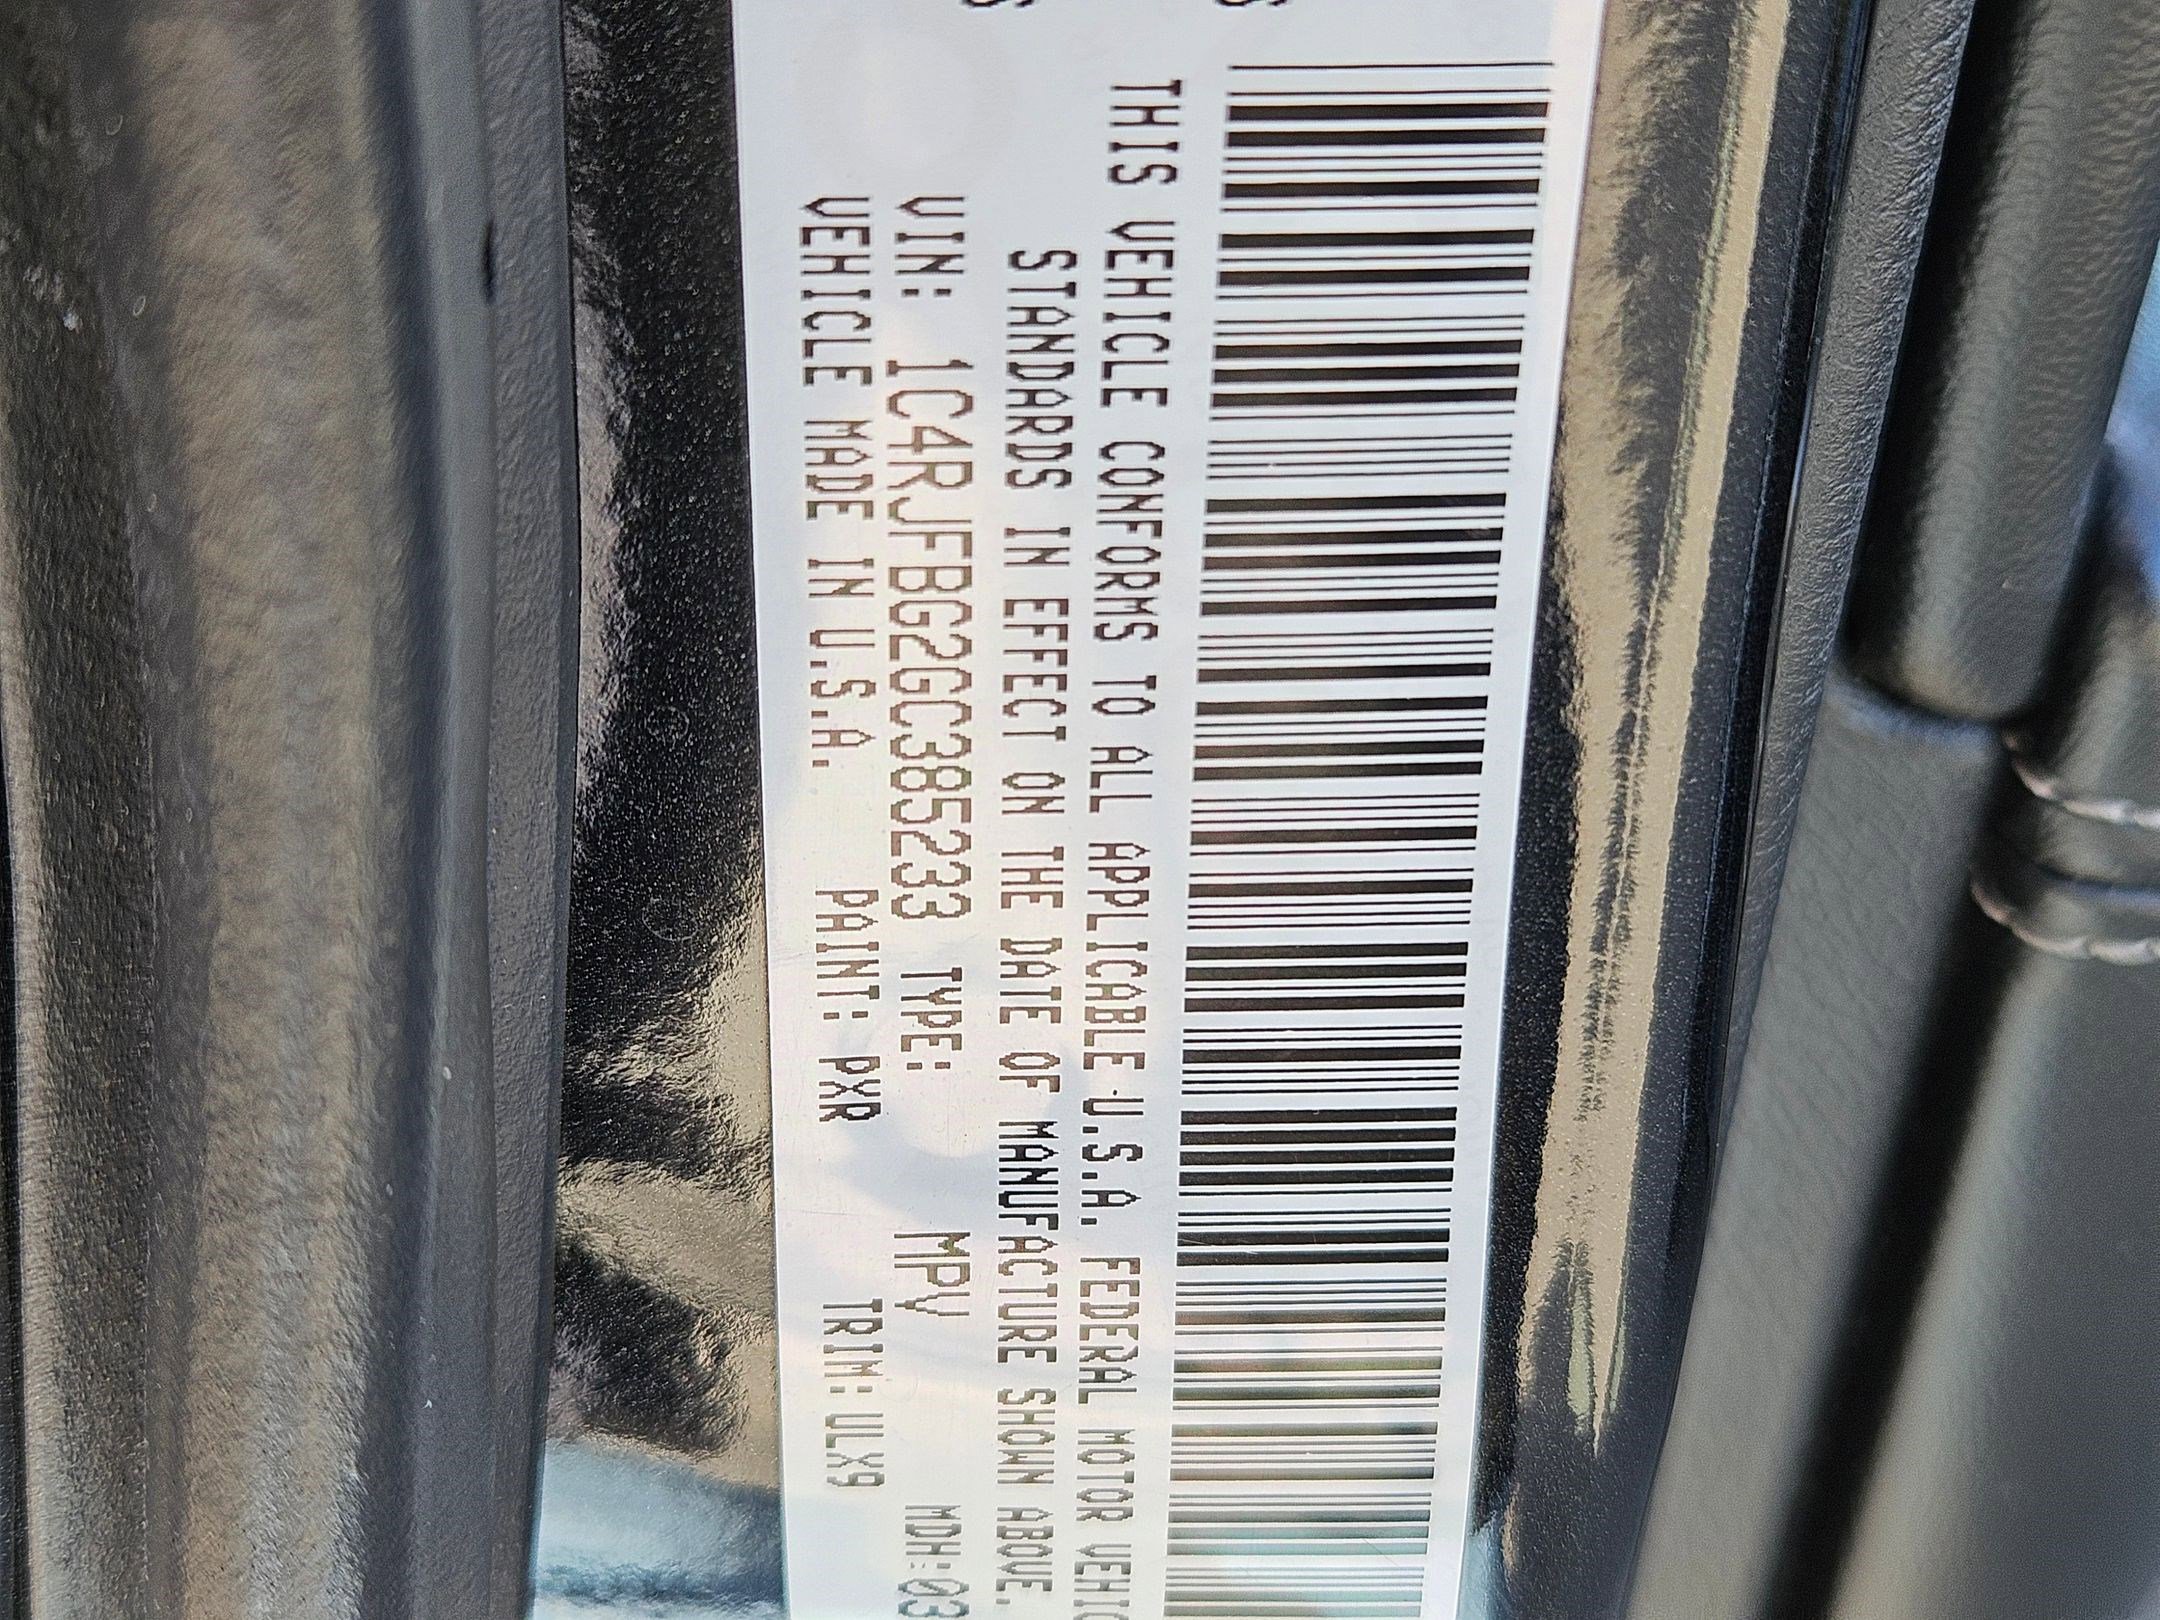 THIS VEHICLE CONFORMS TO ALL APPLICABLE U.S.A. FEDERAL MOTOR
STANDARDS IN EFFECT ON THE DATE OF MANUFACTURE SHOWN ABOVE.
VIN: 1C4RJFBG2GC385233 TYPE: MPV MDH: 03
VEHICLE MADE IN U.S.A. PAINT: PXR TRIM: ULX9